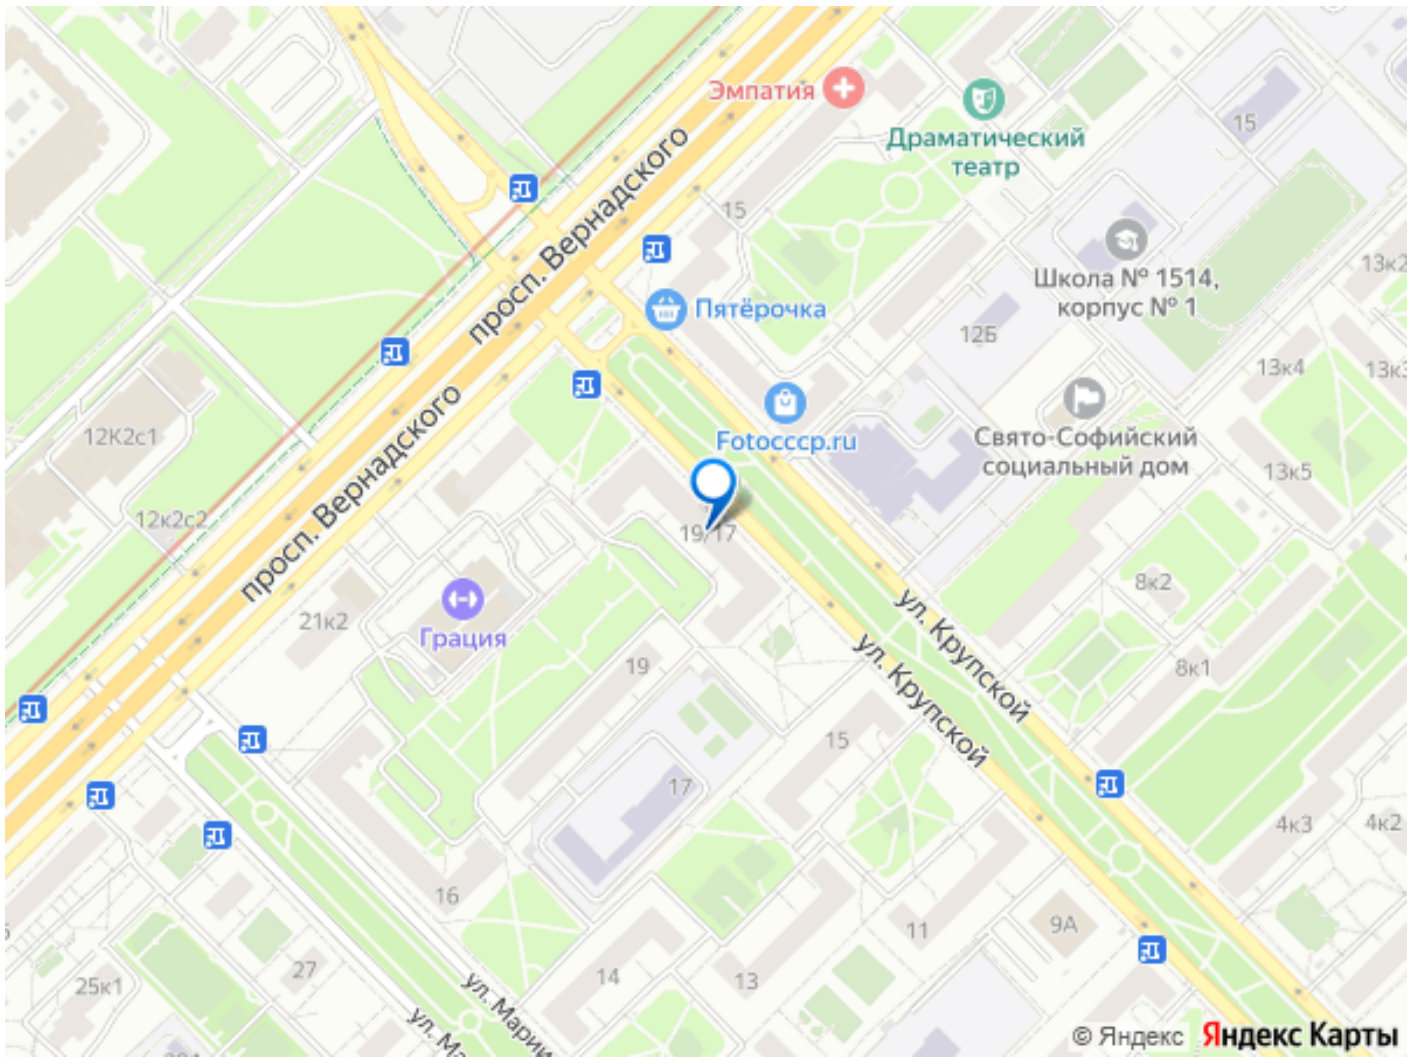 Эмпатия
Драматический
театр
15
просп. Вернадского
15
Школа № 1514,
корпус № 1
13к2
Пятёрочка
12Б
13к4
13к3
12К2с1
просп. Вернадского
Fotocccp.ru
Свято-Софийский
социальный дом
13к5
12к2с2
19/17
8к2
21к2
Грация
ул. Крупской
19
8к1
ул. Крупской
15
17
4к3
4к2
16
11
9А
27
25к1
14
13
ул. Марии
ул. Ма
© Яндекс
Яндекс Карты